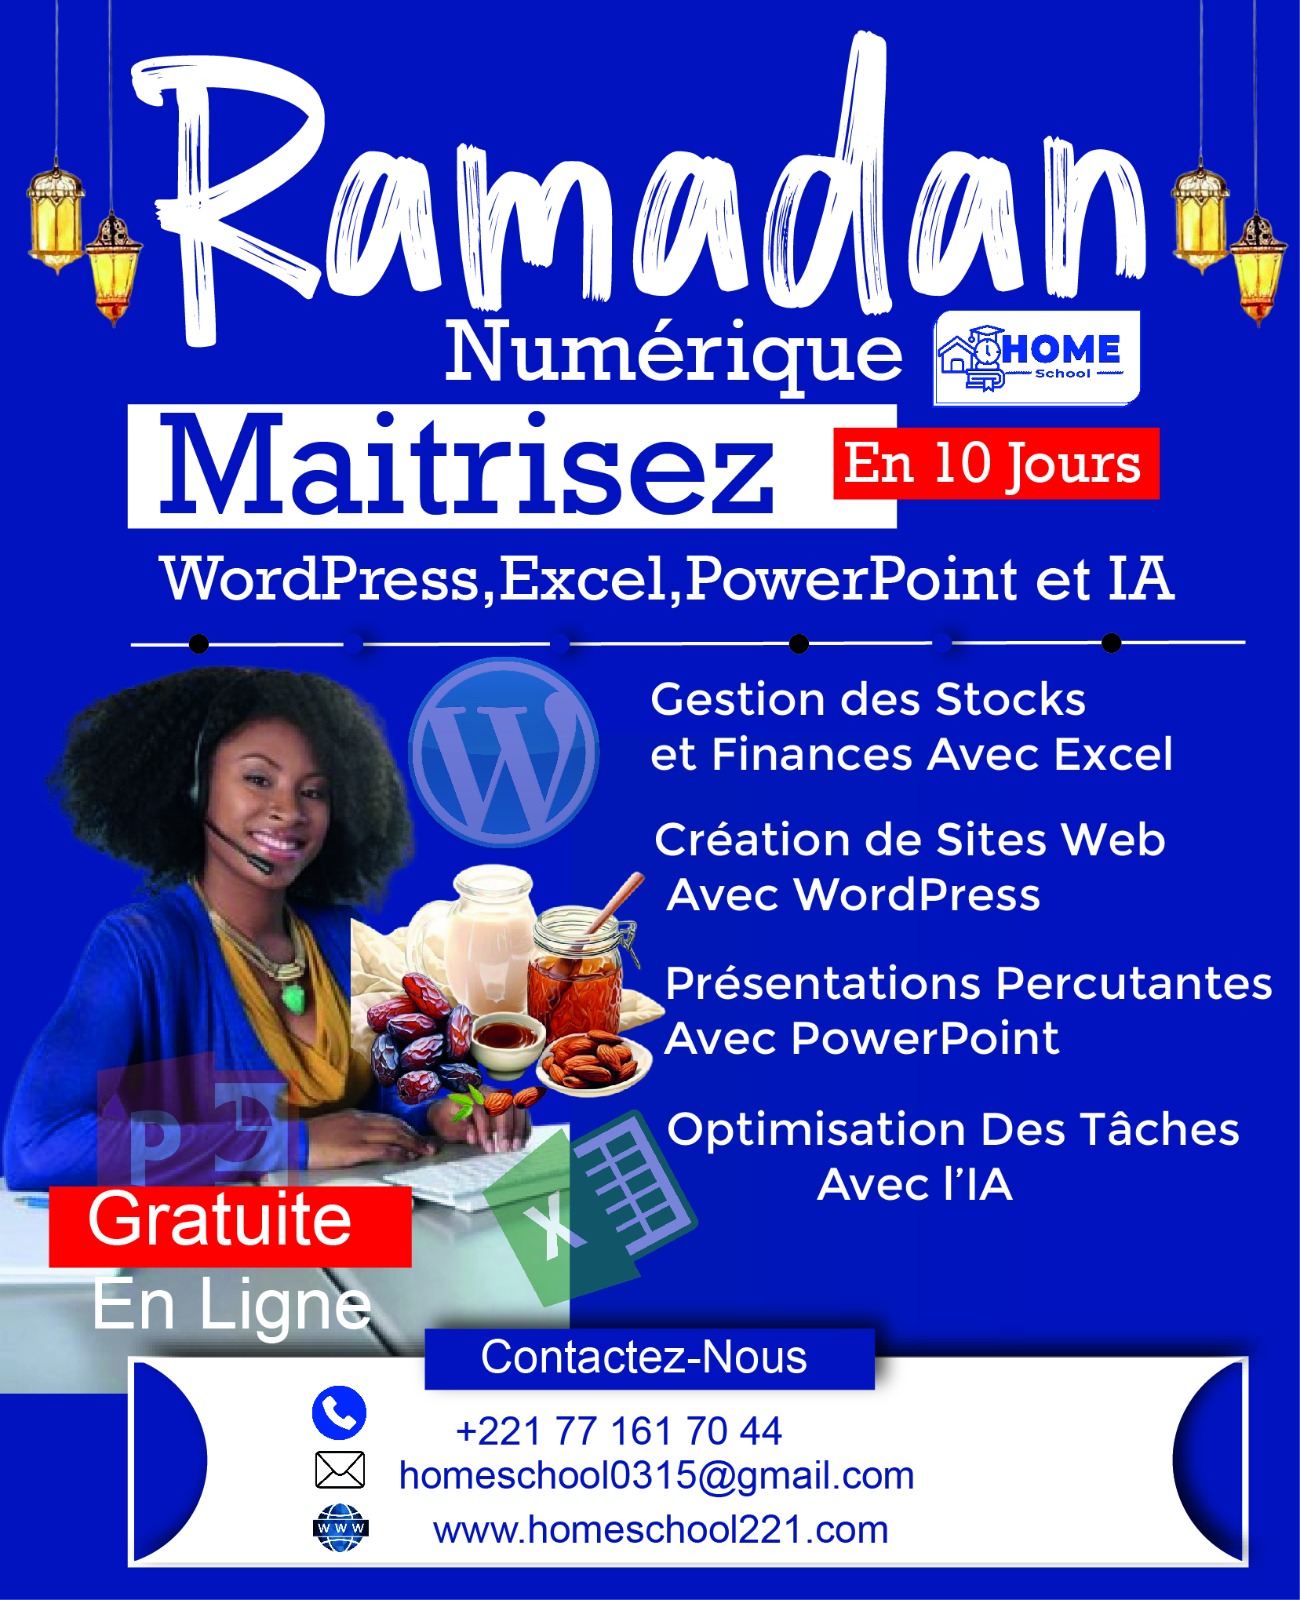 Ramadan
Numérique
HOME
School
Maitrisez
En 10 Jours
WordPress,Excel,PowerPoint et IA
W
Gestion des Stocks
et Finances Avec Excel
Création de Sites Web
Avec WordPress
Présentations Percutantes
Avec PowerPoint
Optimisation Des Tâches
Avec l’IA
P
X
Gratuite
En Ligne
Contactez-Nous
+221 77 161 70 44
homeschool0315@gmail.com
WWW
www.homeschool221.com